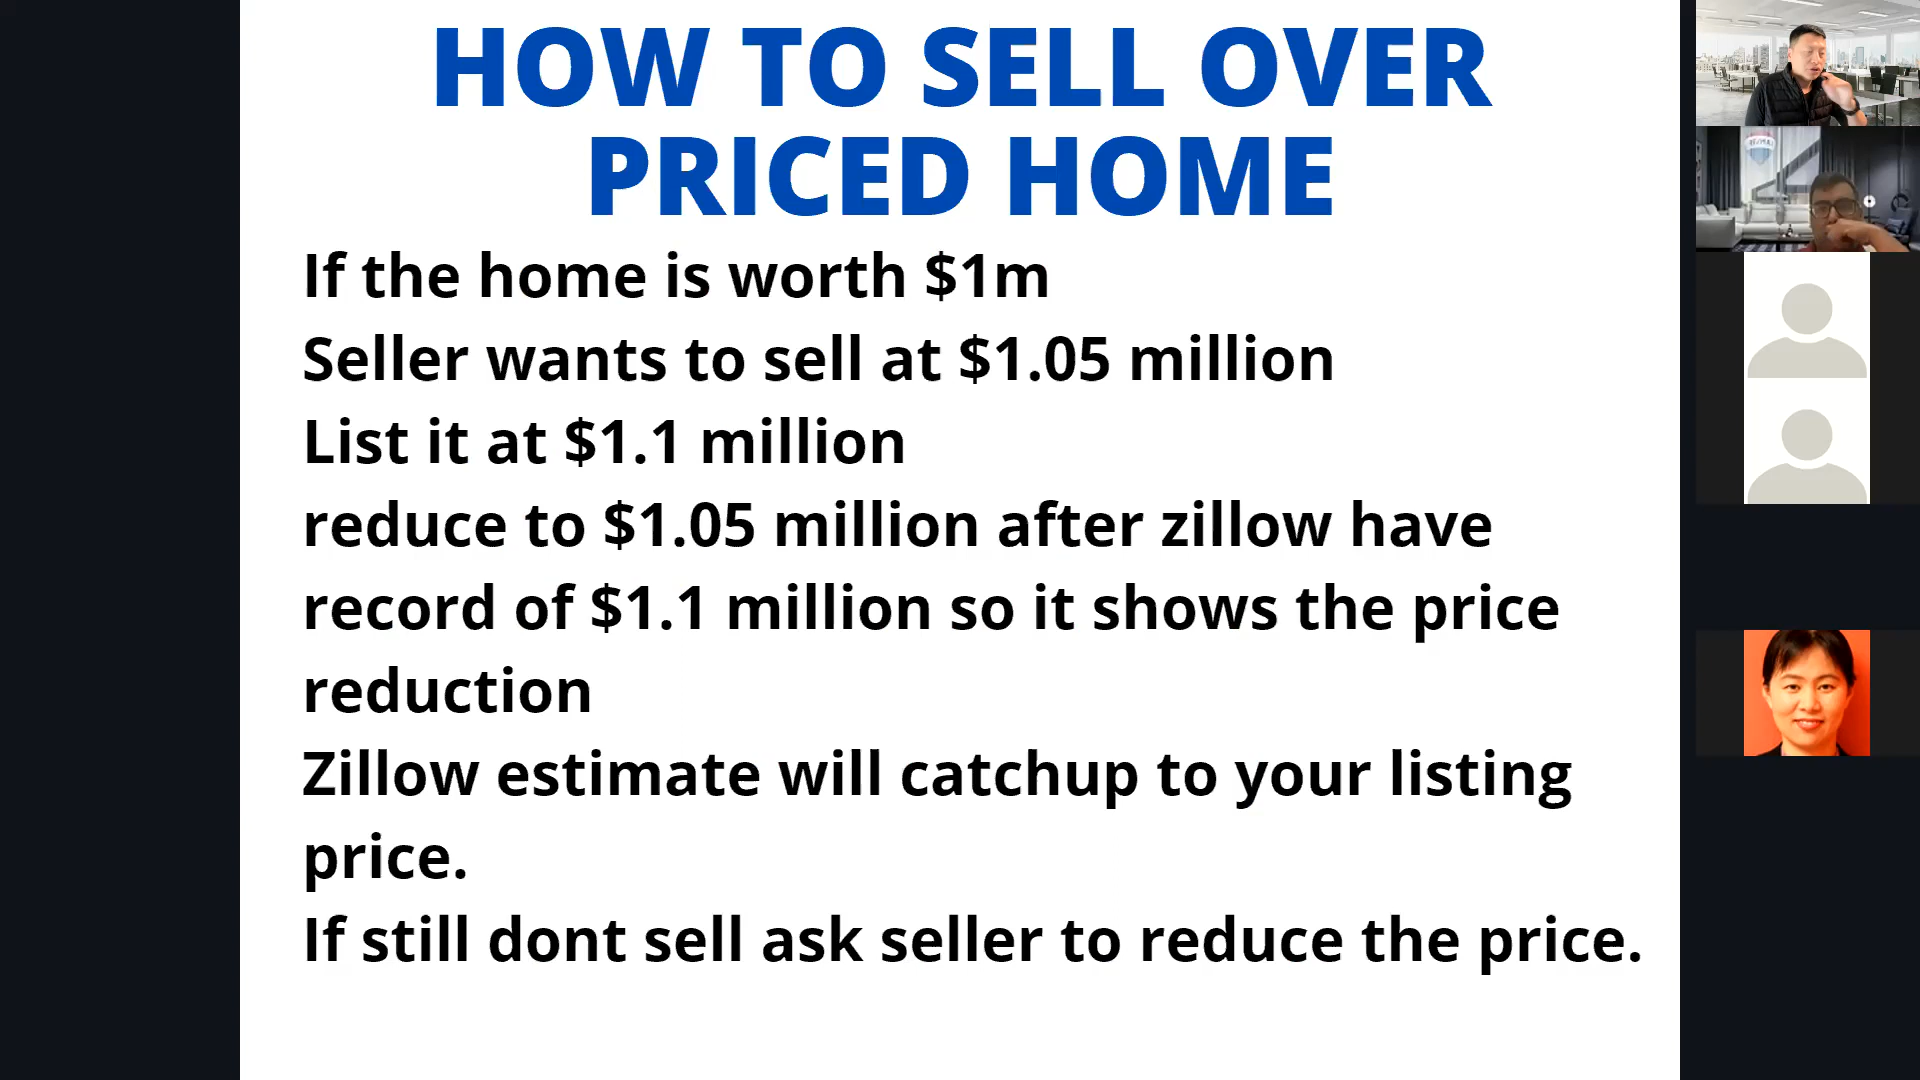 HOW TO SELL OVER
PRICED HOME
If the home is worth $1m
Seller wants to sell at $1.05 million
List it at $1.1 million
reduce to $1.05 million after zillow have
record of $1.1 million so it shows the price
reduction
Zillow estimate will catchup to your listing
price.
If still dont sell ask seller to reduce the price.